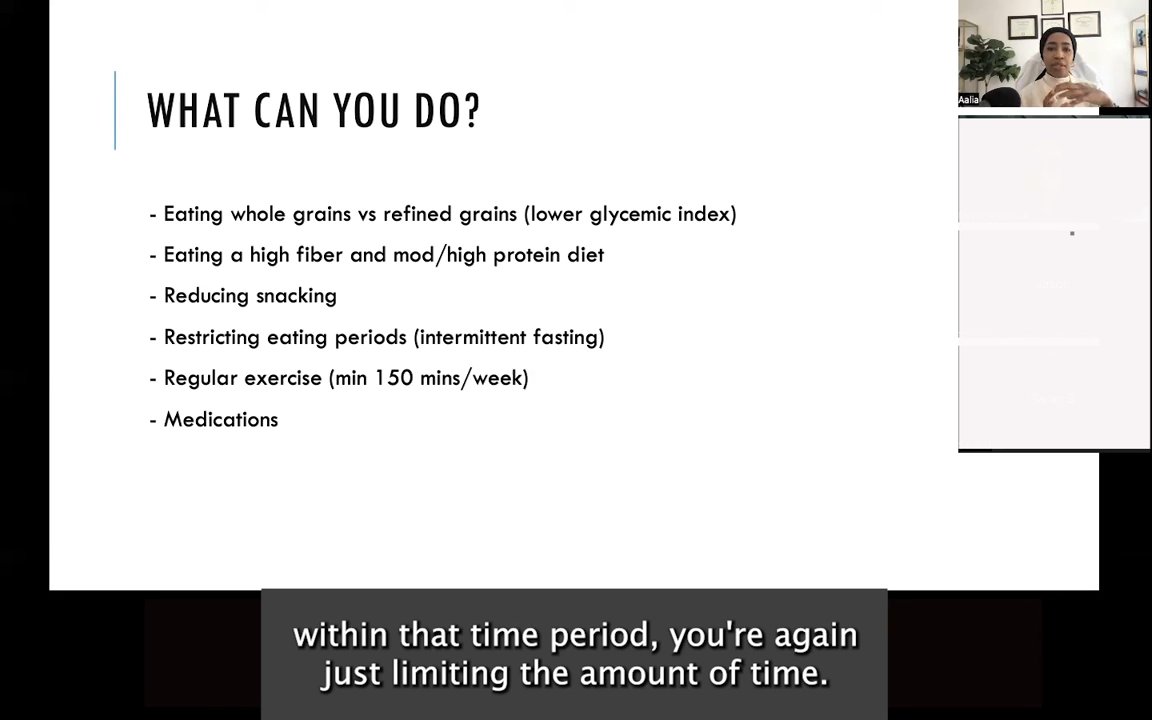 WHAT CAN YOU DO?
- Eating whole grains vs refined grains (lower glycemic index)
- Eating a high fiber and mod/high protein diet
- Reducing snacking
- Restricting eating periods (intermittent fasting)
- Regular exercise (min 150 mins/week)
- Medications
Aalia
within that time period, you're again
just limiting the amount of time.